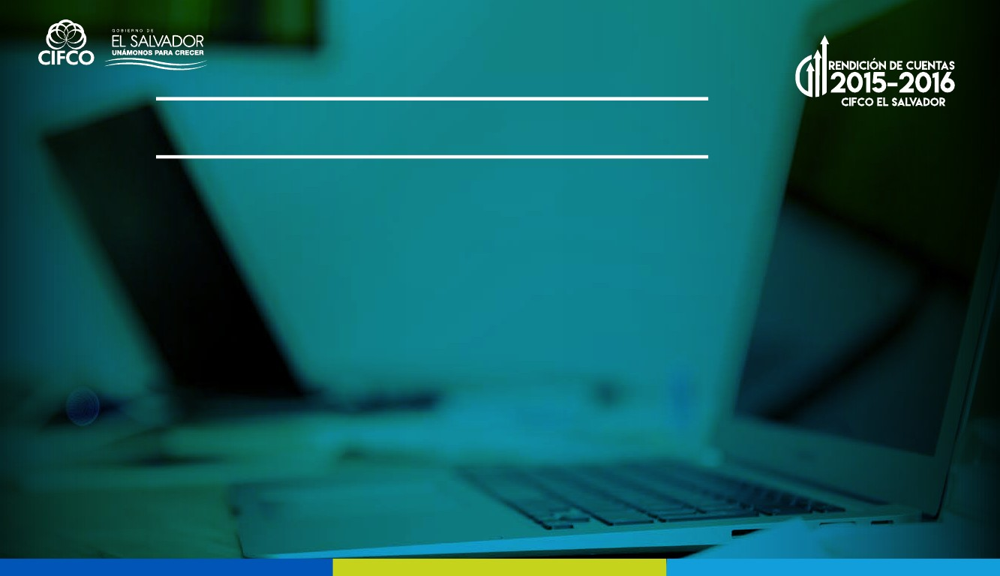 CIFCO
GOBIERNO DE
EL SALVADOR
UNÁMONOS PARA CRECER
RENDICIÓN DE CUENTAS
2015-2016
CIFCO EL SALVADOR